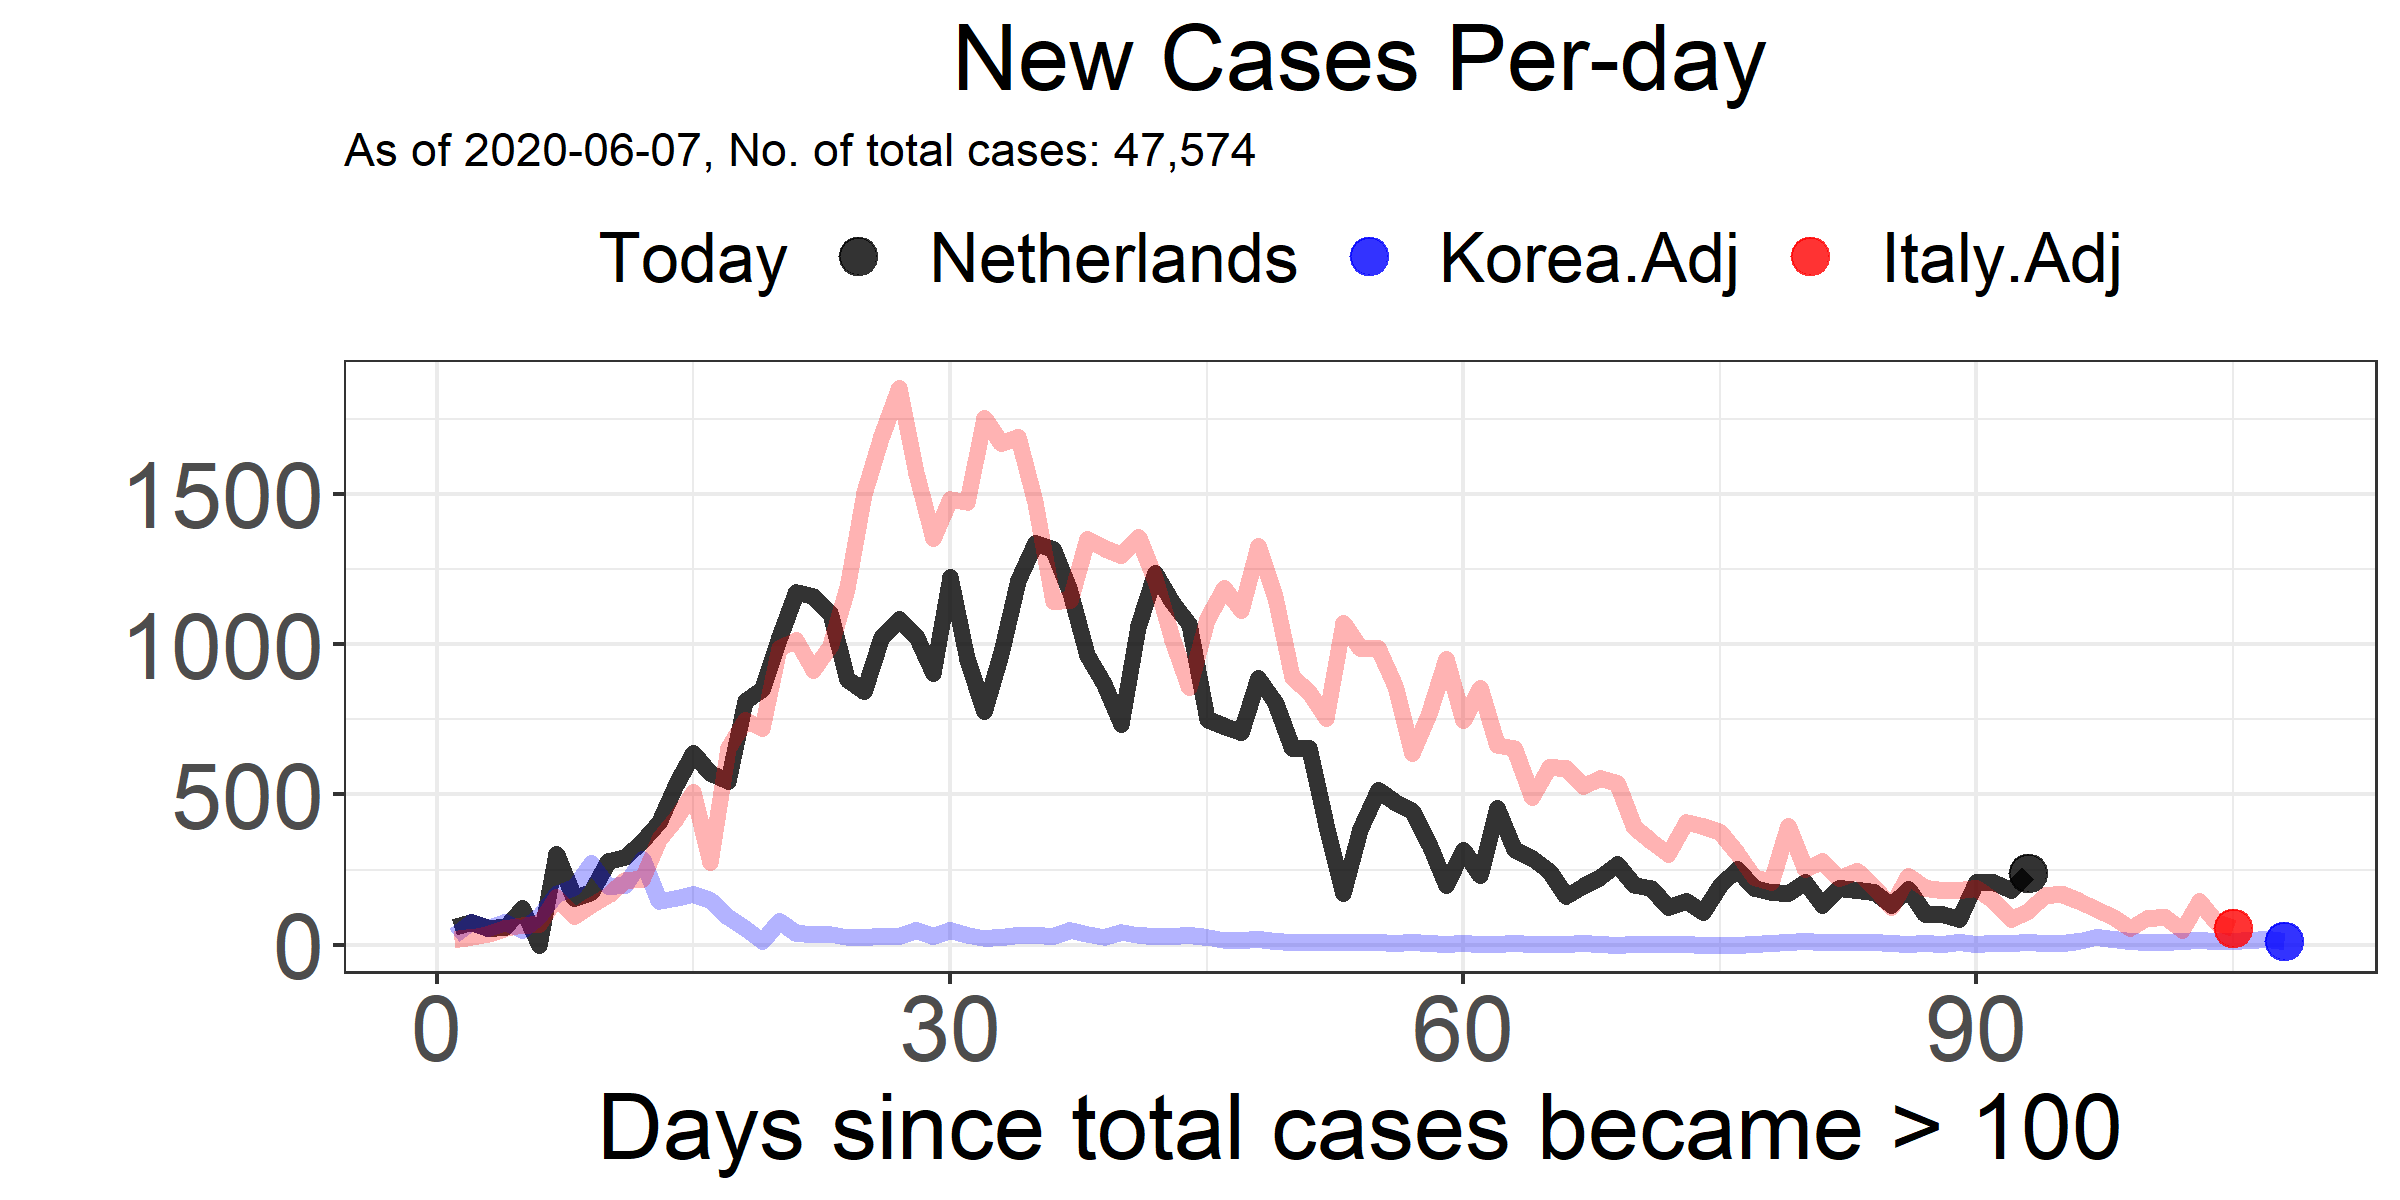 New Cases Per-day
As of 2020-06-07, No. of total cases: 47,574
Today Netherlands Korea.Adj Italy.Adj
1500
1000
500
0
0 30 60 90
Days since total cases became > 100